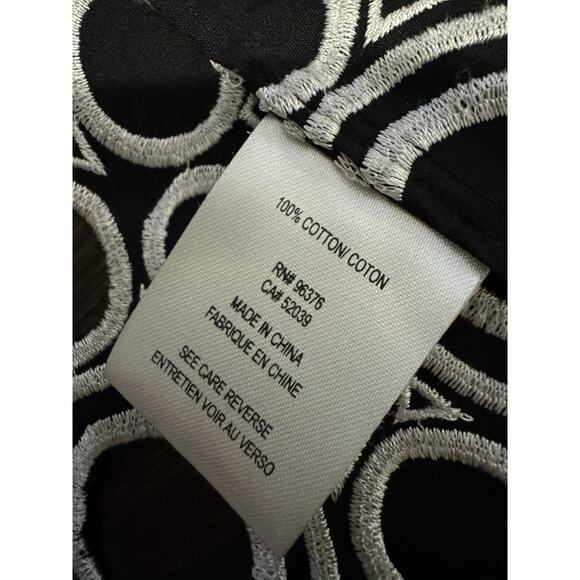 100% COTTON/ COTON
RN# 96376
CA# 52039
MADE IN CHINA
FABRIQUE EN CHINE
SEE CARE REVERSE
ENTRETIEN VOIR AU VERSO